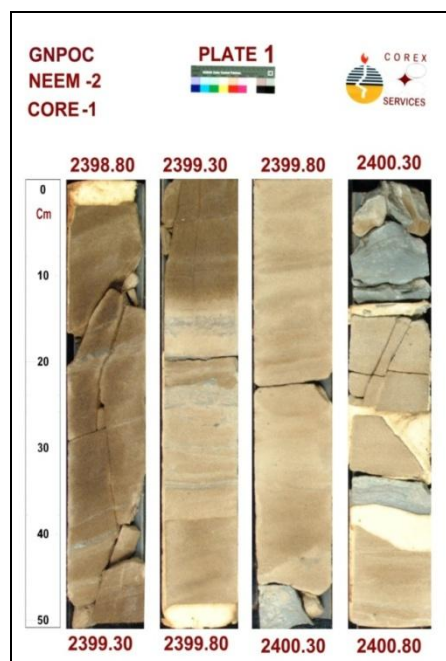 GNPOC
NEEM -2
CORE -1
PLATE 1
COREX
SERVICES
2398.80 2399.30 2399.80 2400.30
0
Cm
10
20
30
40
50
2399.30 2399.80 2400.30 2400.80